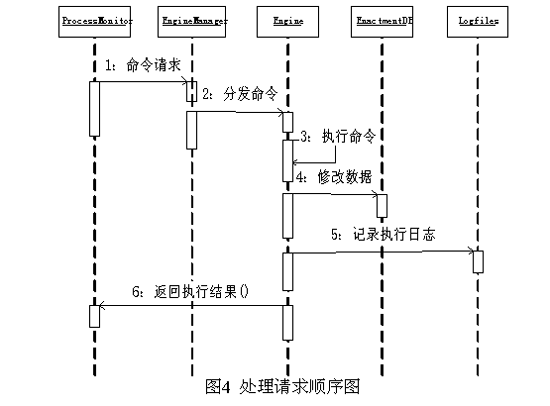 ProcessMonitor
EngineManager
Engine
EnactmentDB
Logfiles
1: 命令请求
2: 分发命令
3: 执行命令
4: 修改数据
5: 记录执行日志
6: 返回执行结果()
图4 处理请求顺序图